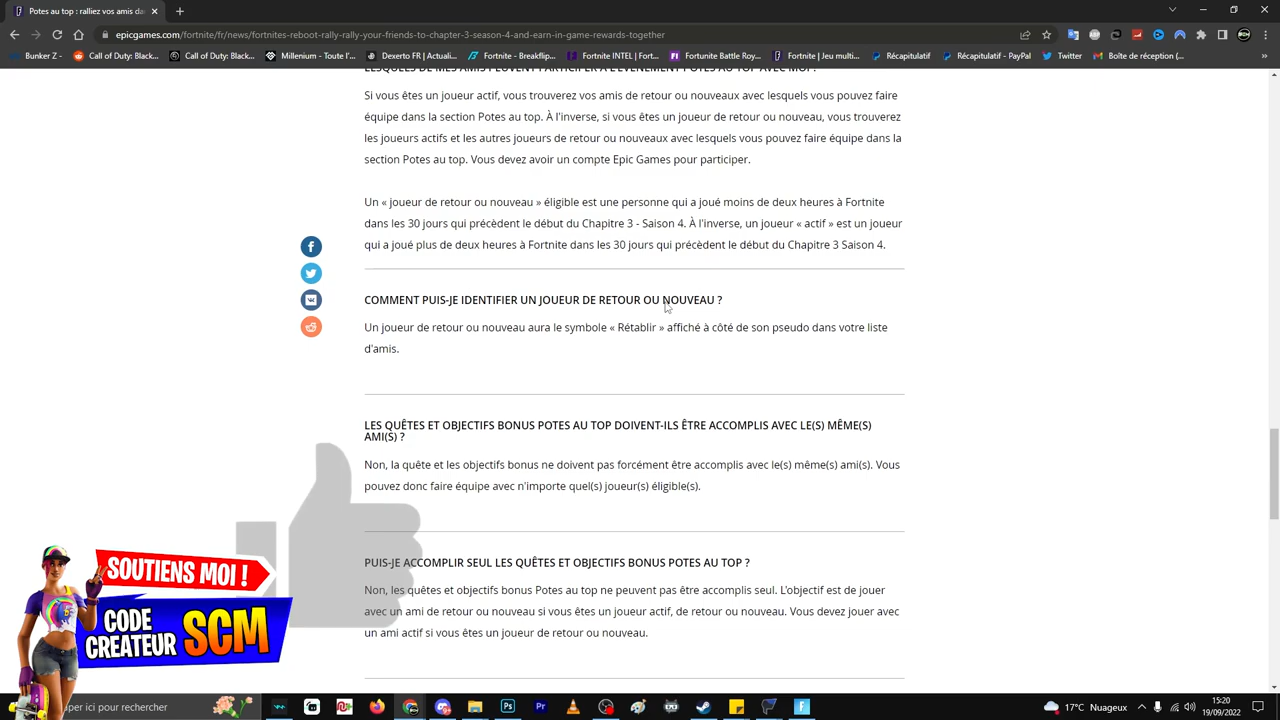 Potes au top : ralliez vos amis da
epicgames.com/fortnite/fr/news/fortnites-reboot-rally-rally-your-friends-to-chapter-3-season-4-and-earn-in-game-rewards-together
Bunker Z - Call of Duty: Black... Call of Duty: Black... Millenium - Toute l'... Dexerto FR | Actuali... Fortnite - Breakflip... Fortnite INTEL | Fort... Fortunite Battle Roy... Fortnite | Jeu multi... Récapitulatif Récapitulatif - PayPal Twitter Boîte de réception (...
LESQUELS DE MES AMIS PEUVENT PARTICIPER À L'ÉVÉNEMENT POTES AU TOP AVEC MOI ?
Si vous êtes un joueur actif, vous trouverez vos amis de retour ou nouveaux avec lesquels vous pouvez faire
équipe dans la section Potes au top. À l'inverse, si vous êtes un joueur de retour ou nouveau, vous trouverez
les joueurs actifs et les autres joueurs de retour ou nouveaux avec lesquels vous pouvez faire équipe dans la
section Potes au top. Vous devez avoir un compte Epic Games pour participer.
Un « joueur de retour ou nouveau » éligible est une personne qui a joué moins de deux heures à Fortnite
dans les 30 jours qui précèdent le début du Chapitre 3 - Saison 4. À l'inverse, un joueur « actif » est un joueur
qui a joué plus de deux heures à Fortnite dans les 30 jours qui précèdent le début du Chapitre 3 Saison 4.
COMMENT PUIS-JE IDENTIFIER UN JOUEUR DE RETOUR OU NOUVEAU ?
Un joueur de retour ou nouveau aura le symbole « Rétablir » affiché à côté de son pseudo dans votre liste
d'amis.
LES QUÊTES ET OBJECTIFS BONUS POTES AU TOP DOIVENT-ILS ÊTRE ACCOMPLIS AVEC LE(S) MÊME(S)
AMI(S) ?
Non, la quête et les objectifs bonus ne doivent pas forcément être accomplis avec le(s) même(s) ami(s). Vous
pouvez donc faire équipe avec n'importe quel(s) joueur(s) éligible(s).
PUIS-JE ACCOMPLIR SEUL LES QUÊTES ET OBJECTIFS BONUS POTES AU TOP ?
Non, les quêtes et objectifs bonus Potes au top ne peuvent pas être accomplis seul. L'objectif est de jouer
avec un ami de retour ou nouveau si vous êtes un joueur actif, de retour ou nouveau. Vous devez jouer avec
un ami actif si vous êtes un joueur de retour ou nouveau.
SOUTIENS MOI !
CODE
CREATEUR SCM
aper ici pour rechercher
17°C Nuageux
15:20
19/09/2022